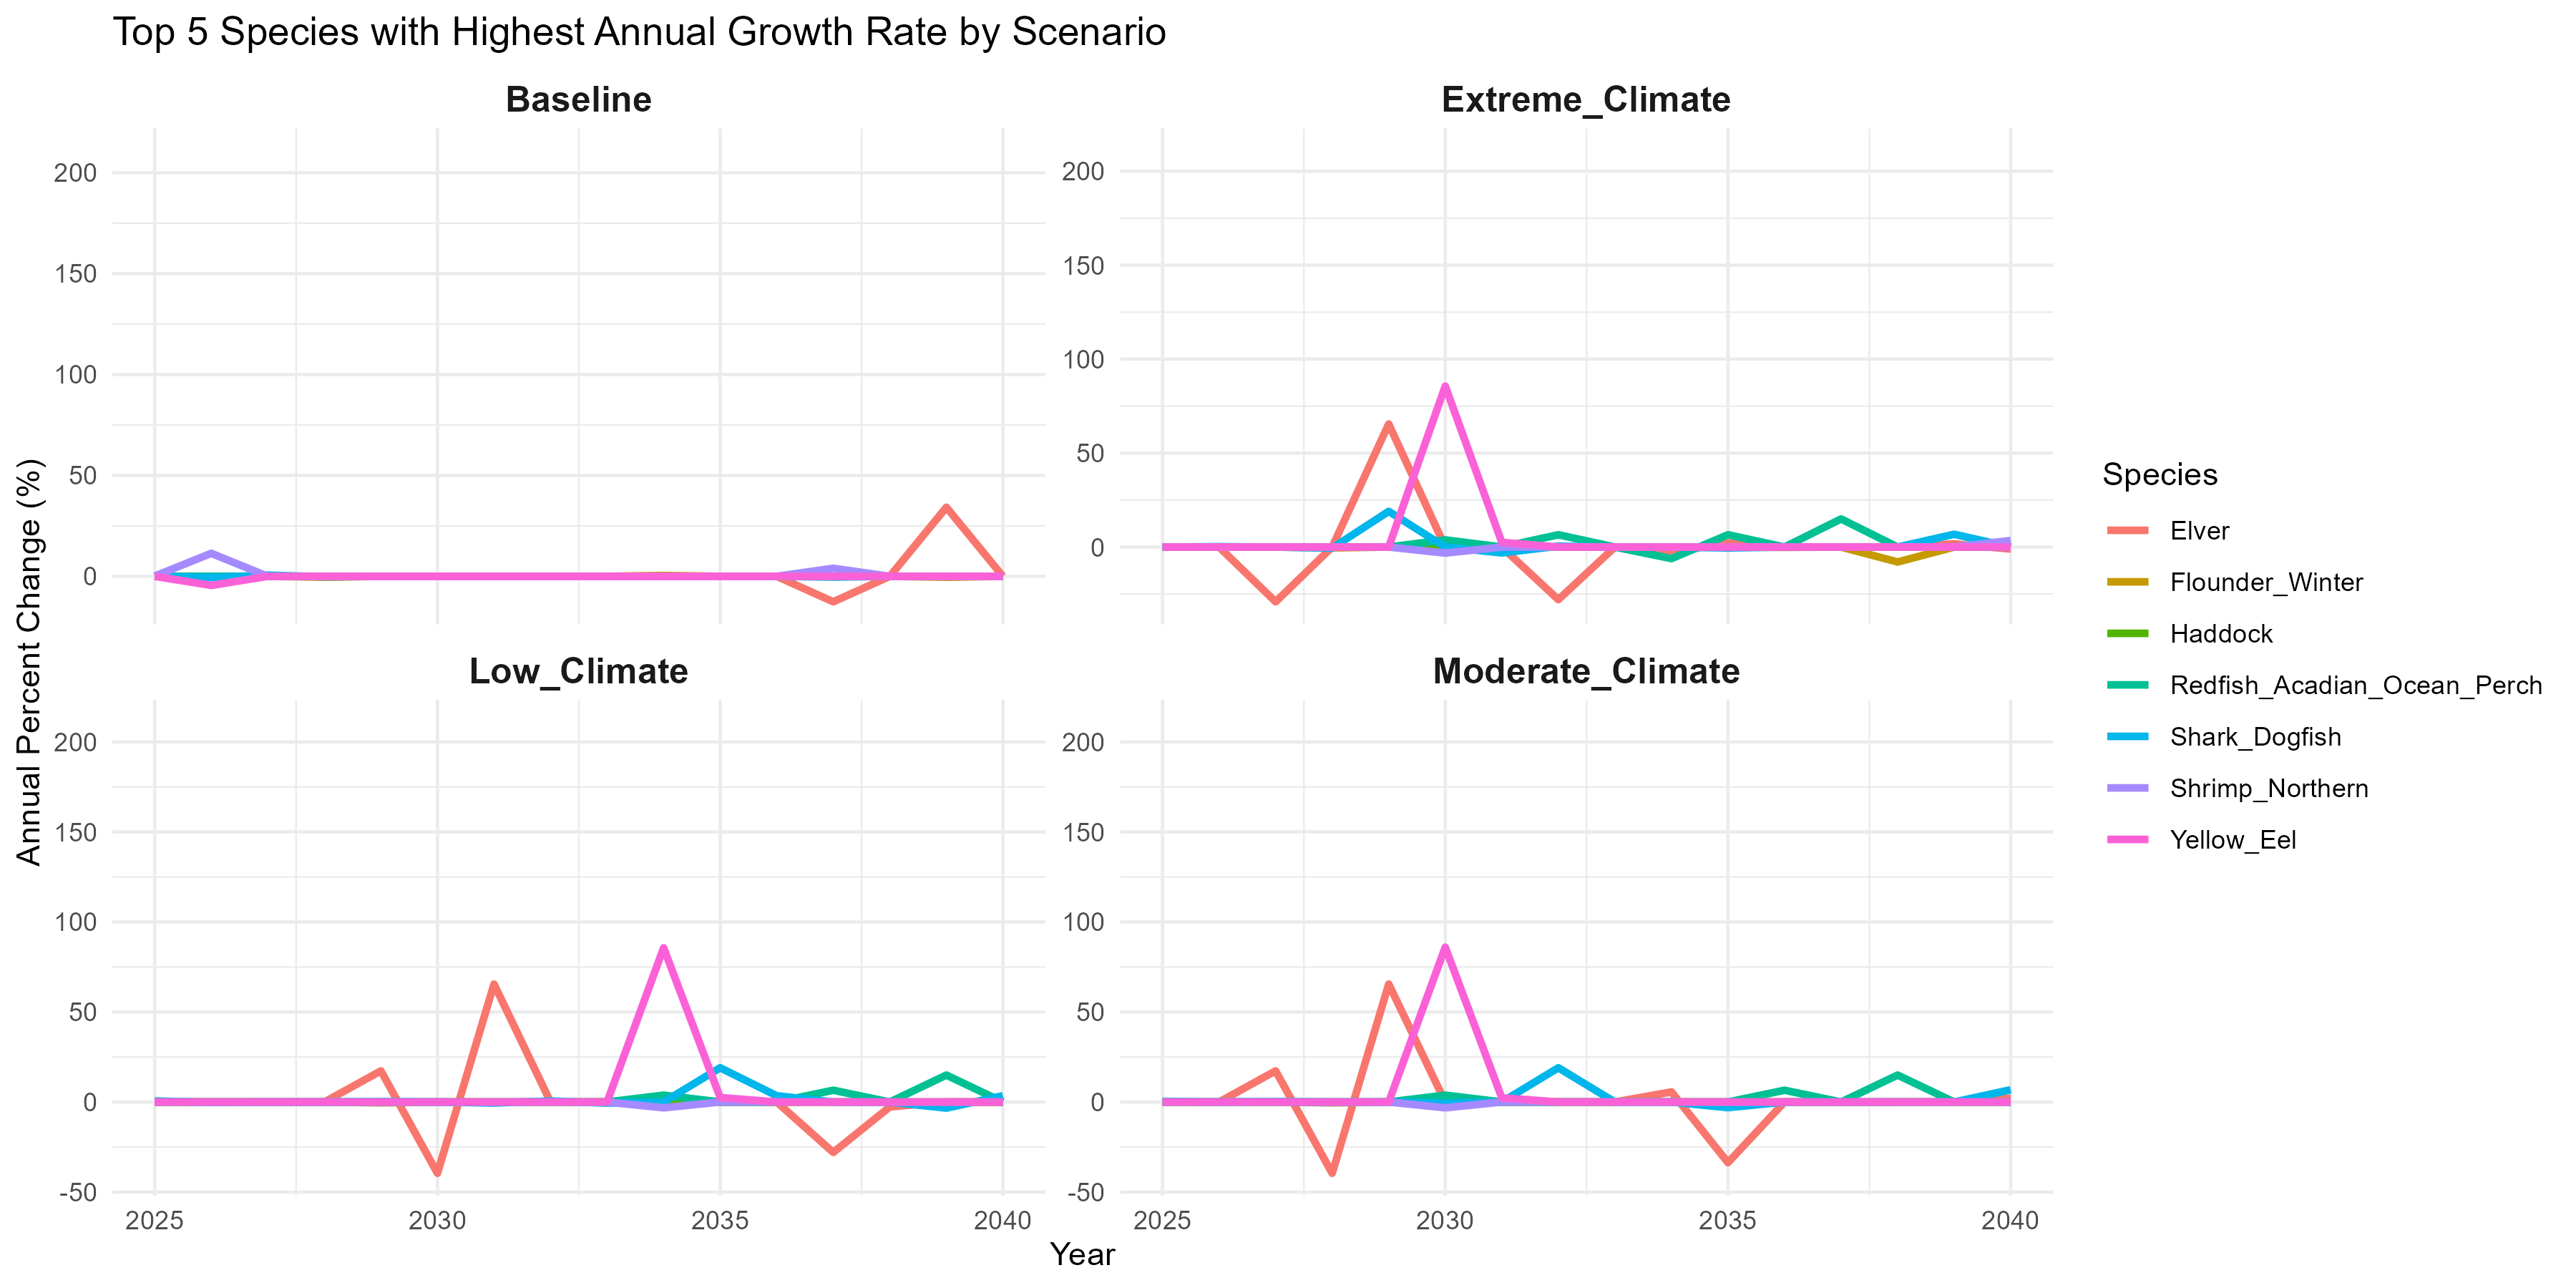 Top 5 Species with Highest Annual Growth Rate by Scenario
Baseline
Extreme_Climate
200
150
100
50
0
200
150
100
50
0
Low_Climate
Moderate_Climate
200
150
100
50
0
-50
200
150
100
50
0
-50
2025 2030 2035 2040
2025 2030 2035 2040
Year
Annual Percent Change (%)
Species
Elver
Flounder_Winter
Haddock
Redfish_Acadian_Ocean_Perch
Shark_Dogfish
Shrimp_Northern
Yellow_Eel